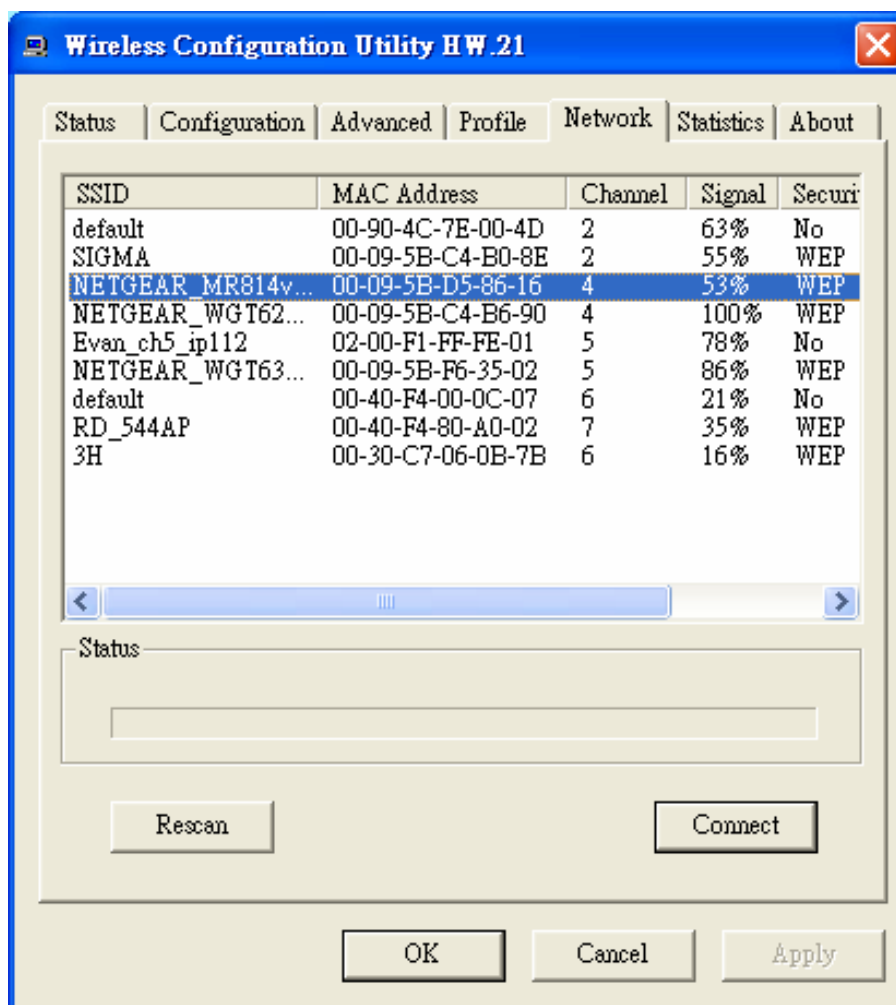 Wireless Configuration Utility HW.21
Status Configuration Advanced Profile Network Statistics About
SSID MAC Address Channel Signal Securi
default 00-90-4C-7E-00-4D 2 63% No
SIGMA 00-09-5B-C4-B0-8E 2 55% WEP
NETGEAR_MR814v... 00-09-5B-D5-86-16 4 53% WEP
NETGEAR_WGT62... 00-09-5B-C4-B6-90 4 100% WEP
Evan_ch5_ip112 02-00-F1-FF-FE-01 5 78% No
NETGEAR_WGT63... 00-09-5B-F6-35-02 5 86% WEP
default 00-40-F4-00-0C-07 6 21% No
RD_544AP 00-40-F4-80-A0-02 7 35% WEP
3H 00-30-C7-06-0B-7B 6 16% WEP
Status
Rescan Connect
OK Cancel Apply